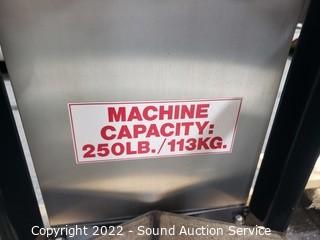 MACHINE
CAPACITY:
250LB./113KG.
Copyright 2022 - Sound Auction Service